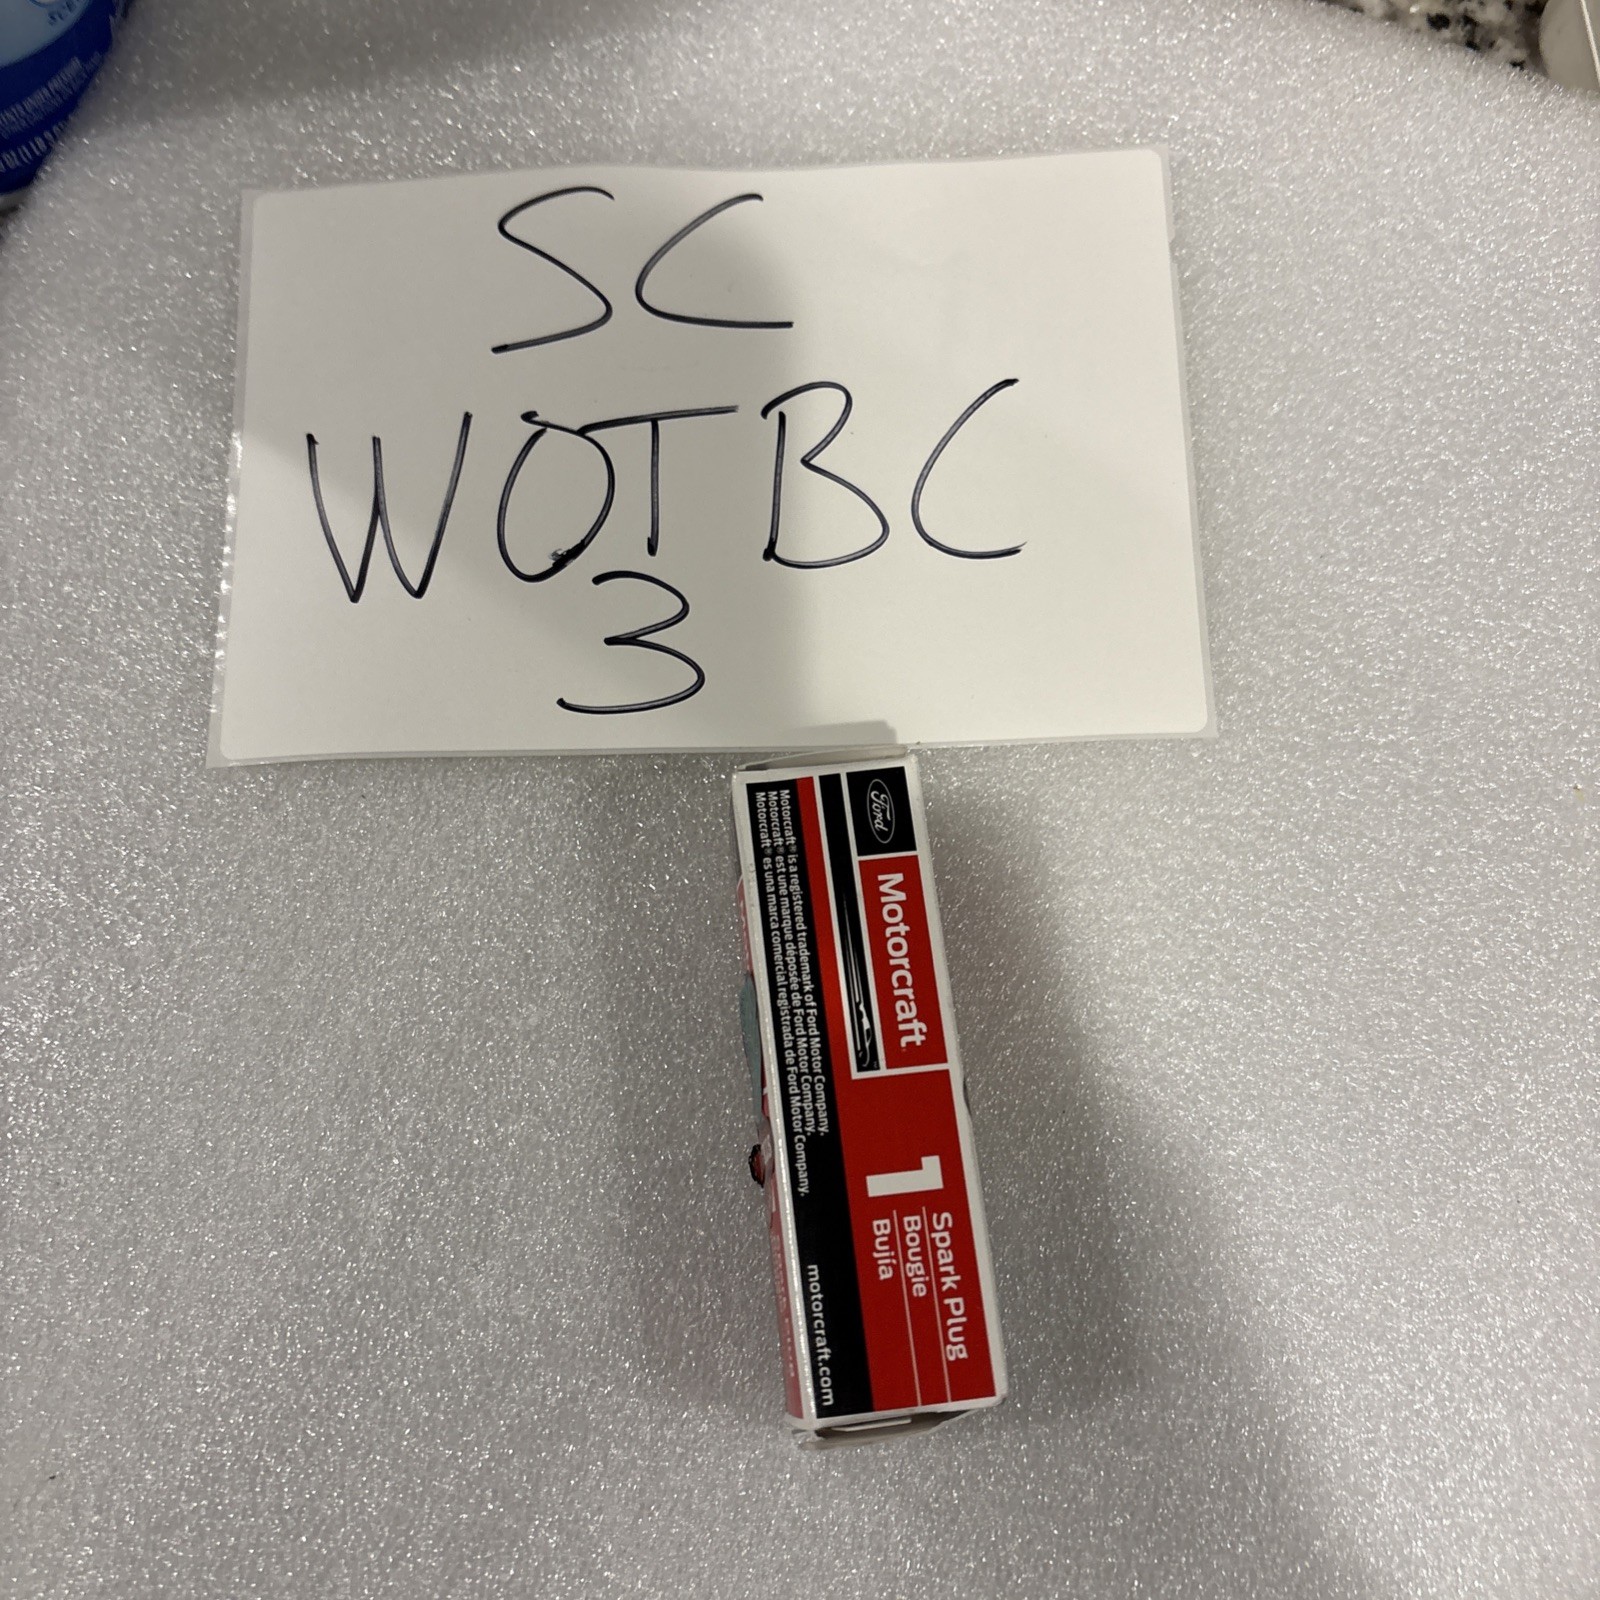 SC
WOTBC
3
Ford
Motorcraft
1
Spark Plug
Bougie
Bujía
Motorcraft® is a registered trademark of Ford Motor Company.
Motorcraft® est une marque déposée de Ford Motor Company.
Motorcraft® es una marca comercial registrada de Ford Motor Company.
motorcraft.com